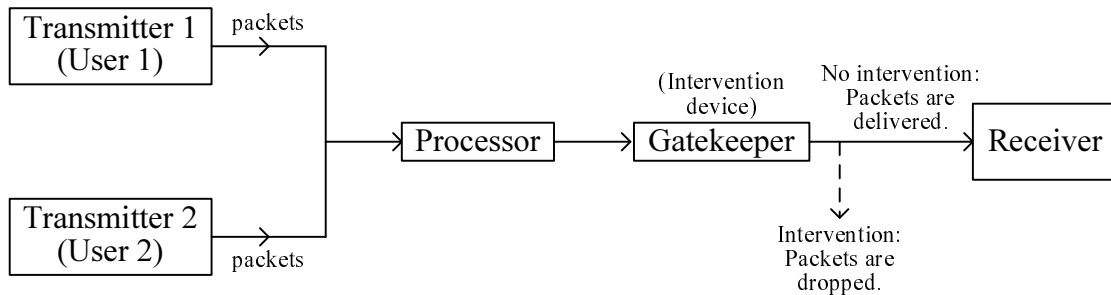 Transmitter 1
(User 1)
packets
Transmitter 2
(User 2)
packets
Processor
(Intervention
device)
Gatekeeper
No intervention:
Packets are
delivered.
Intervention:
Packets are
dropped.
Receiver